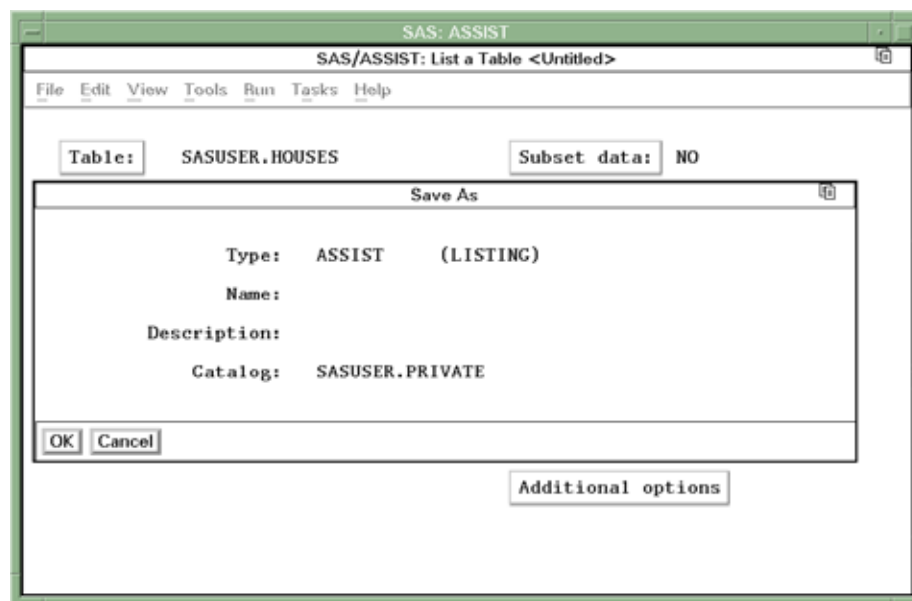 SAS: ASSIST
SAS/ASSIST: List a Table <Untitled>
File Edit View Tools Run Tasks Help
Table: SASUSER.HOUSES Subset data: NO
Save As
Type: ASSIST (LISTING)
Name:
Description:
Catalog: SASUSER.PRIVATE
OK Cancel
Additional options